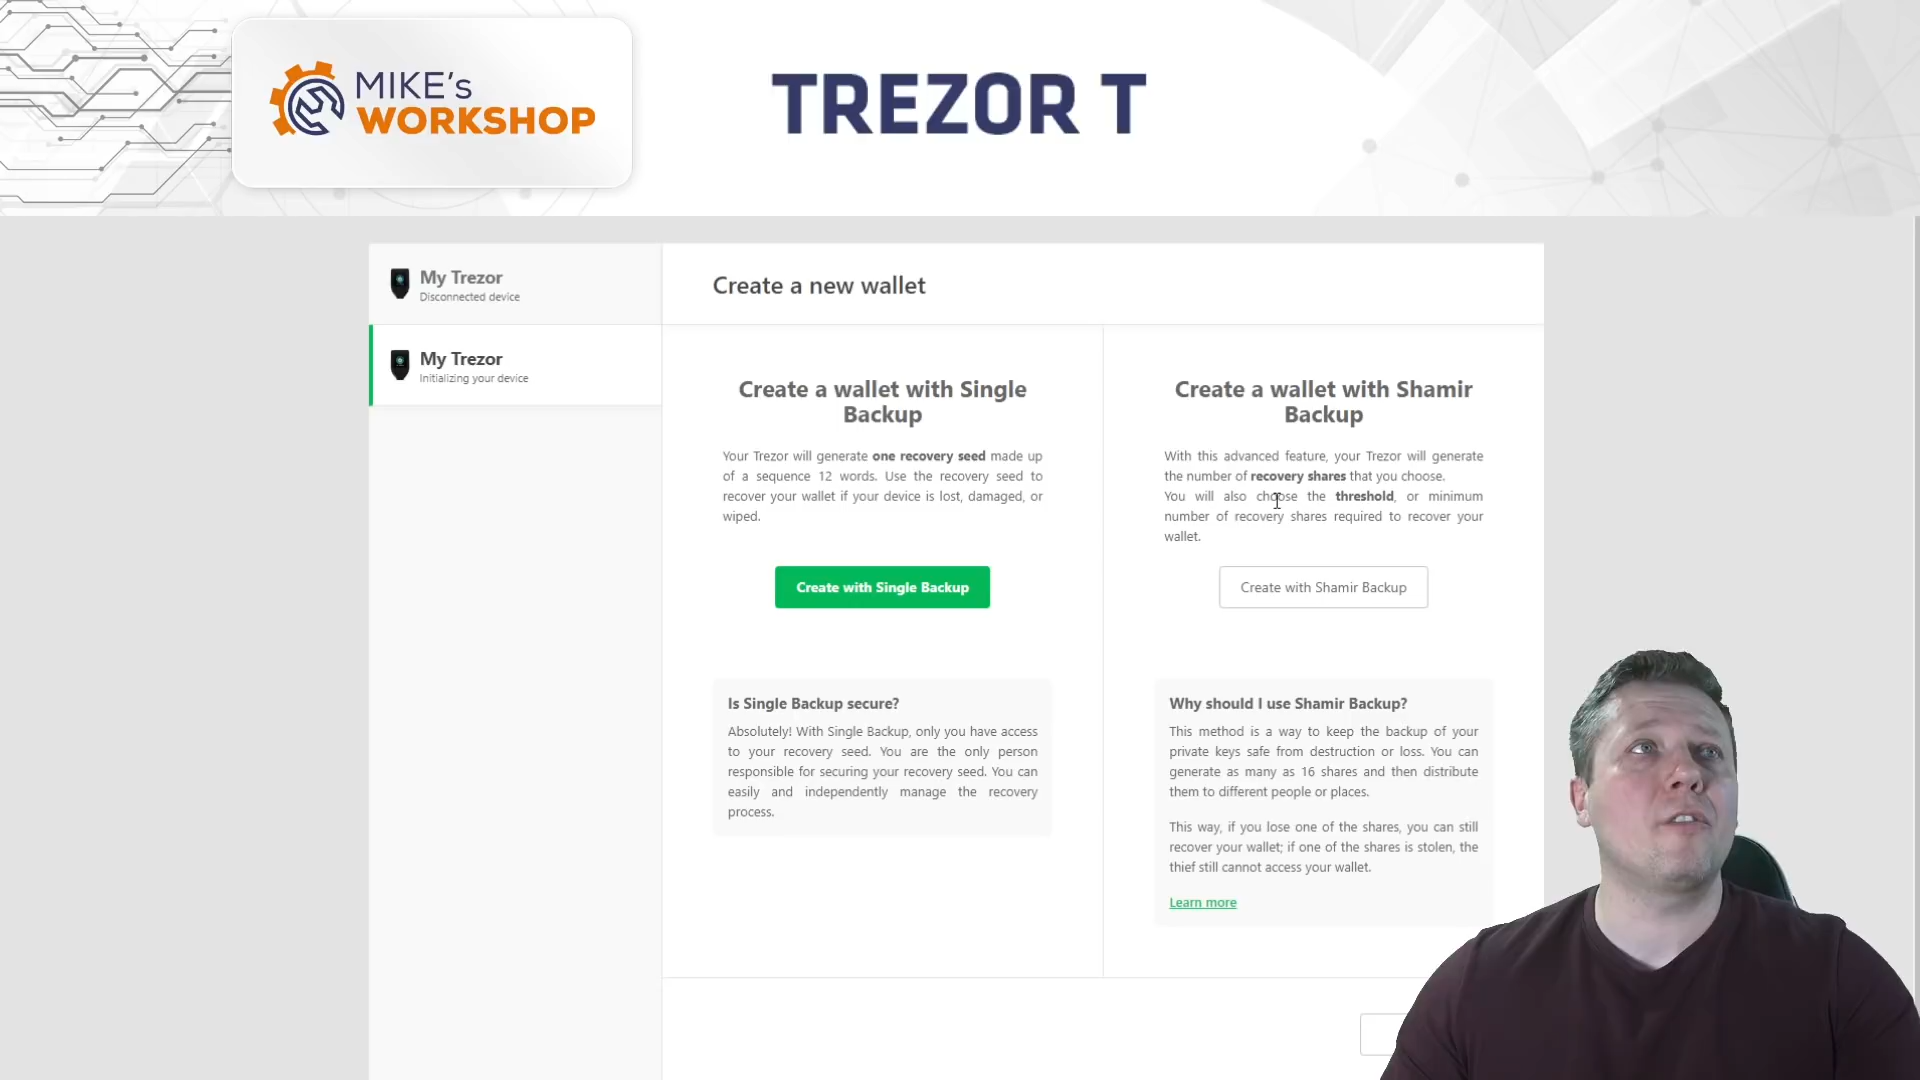 MIKE's
WORKSHOP
TREZOR T
My Trezor
Disconnected device
My Trezor
Initializing your device
Create a new wallet
Create a wallet with Single
Backup
Your Trezor will generate one recovery seed made up
of a sequence 12 words. Use the recovery seed to
recover your wallet if your device is lost, damaged, or
wiped.
Create with Single Backup
Is Single Backup secure?
Absolutely! With Single Backup, only you have access
to your recovery seed. You are the only person
responsible for securing your recovery seed. You can
easily and independently manage the recovery
process.
Create a wallet with Shamir
Backup
With this advanced feature, your Trezor will generate
the number of recovery shares that you choose.
You will also choose the threshold, or minimum
number of recovery shares required to recover your
wallet.
Create with Shamir Backup
Why should I use Shamir Backup?
This method is a way to keep the backup of your
private keys safe from destruction or loss. You can
generate as many as 16 shares and then distribute
them to different people or places.
This way, if you lose one of the shares, you can still
recover your wallet; if one of the shares is stolen, the
thief still cannot access your wallet.
Learn more